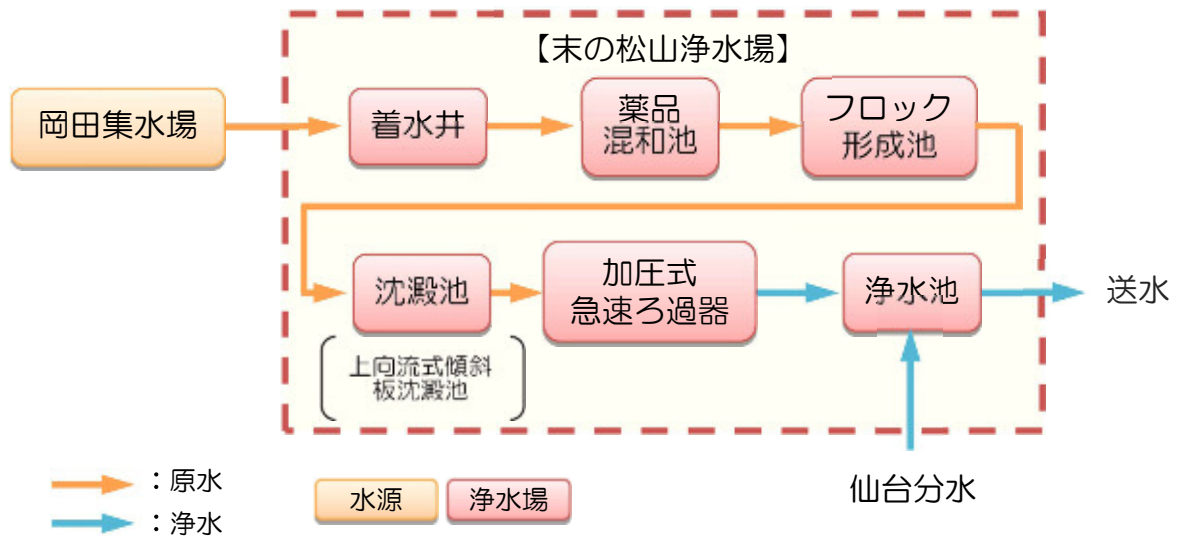 【末の松山浄水場】
岡田集水場
着水井
薬品
混和池
フロック
形成池
沈澱池
上向流式傾斜
板沈澱池
加圧式
急速ろ過器
浄水池
送水
仙台分水
：原水
：浄水
水源
浄水場